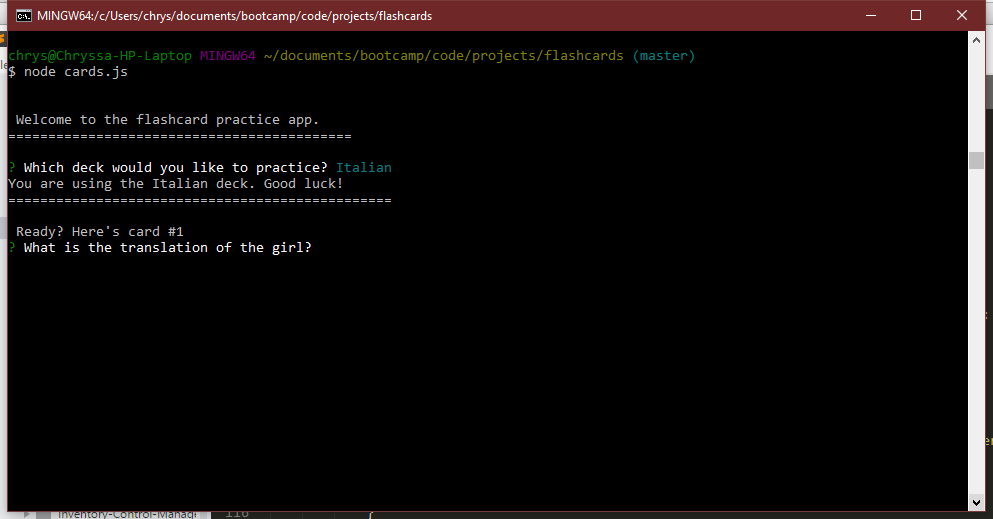 MINGW64:/c/Users/chrys/documents/bootcamp/code/projects/flashcards
chrys@Chryssa-HP-Laptop MINGW64 ~/documents/bootcamp/code/projects/flashcards (master)
$ node cards.js
Welcome to the flashcard practice app.
===========================================
? Which deck would you like to practice? Italian
You are using the Italian deck. Good luck!
================================================
Ready? Here's card #1
? What is the translation of the girl?
Inventory-Control-Manag
116 {